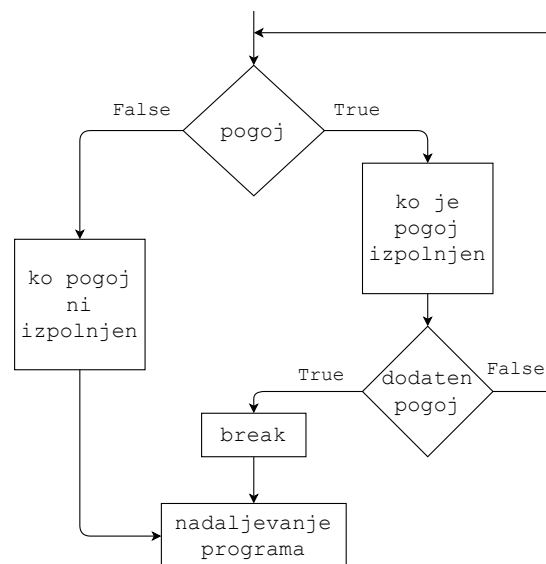 False
True
pogoj
ko je
pogoj
izpolnjen
ko pogoj
ni
izpolnjen
True
dodaten
pogoj
False
break
nadaljevanje
programa